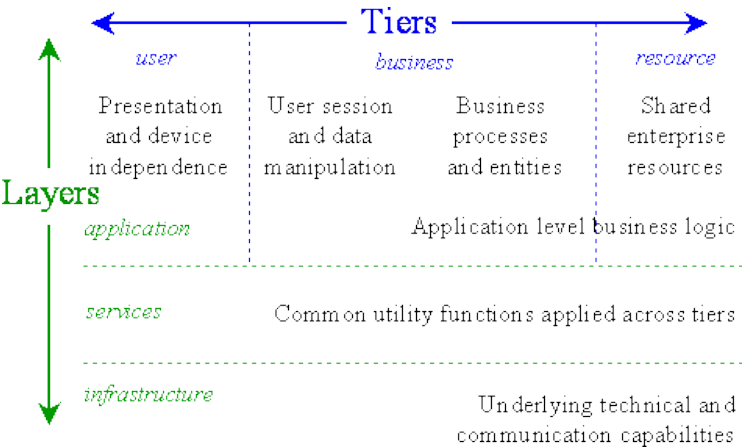 Tiers
user
business
resource
Presentation
and device
independence
User session
and data
manipulation
Business
processes
and entities
Shared
enterprise
resources
Layers
application
Application level business logic
services
Common utility functions applied across tiers
infrastructure
Underlying technical and
communication capabilities